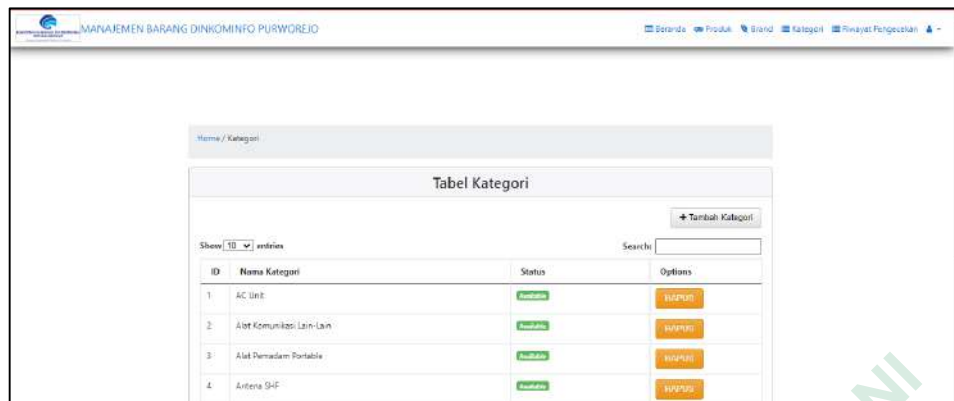 MANAJEMEN BARANG DINKOMINFO PURWOREJO
Beranda Produk Brand Kategori Riwayat Pengecekan
Home / Kategori
Tabel Kategori
+ Tambah Kategori
Show 10 entries Search:
ID Nama Kategori Status Options
1 AC Unit Available HAPUS
2 Alat Komunikasi Lain-Lain Available HAPUS
3 Alat Pemadam Portable Available HAPUS
4 Antena SHF Available HAPUS